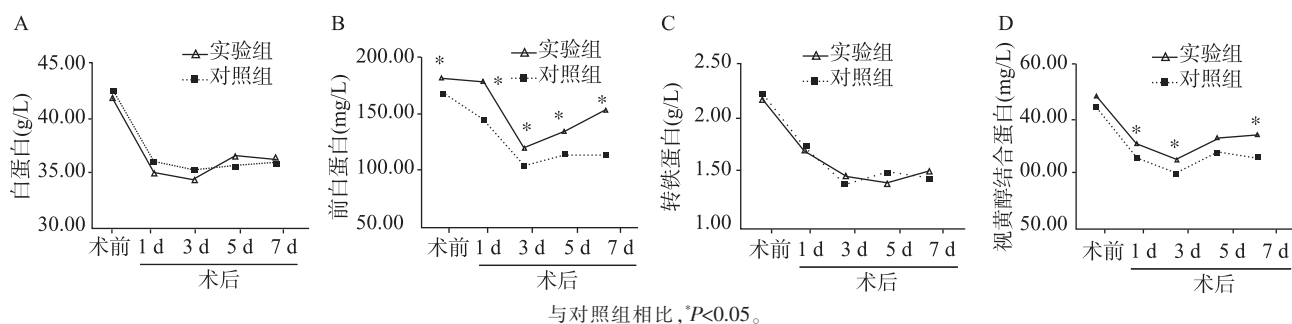 A
白蛋白(g/L)
45.00
40.00
35.00
30.00
实验组
对照组
术前 1 d 3 d 5 d 7 d
术后
B
前白蛋白(mg/L)
200.00
150.00
100.00
50.00
实验组
对照组
* * * * *
术前 1 d 3 d 5 d 7 d
术后
C
转铁蛋白(g/L)
2.50
2.00
1.50
1.00
实验组
对照组
术前 1 d 3 d 5 d 7 d
术后
D
视黄醇结合蛋白(mg/L)
60.00
40.00
00.00
50.00
实验组
对照组
* * *
术前 1 d 3 d 5 d 7 d
术后
与对照组相比,*P<0.05。